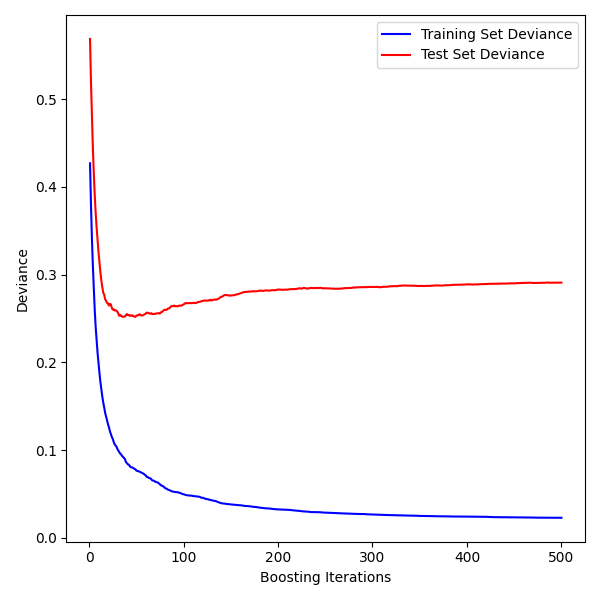 Training Set Deviance
Test Set Deviance
0.5
0.4
0.3
0.2
0.1
0.0
Deviance
0 100 200 300 400 500
Boosting Iterations